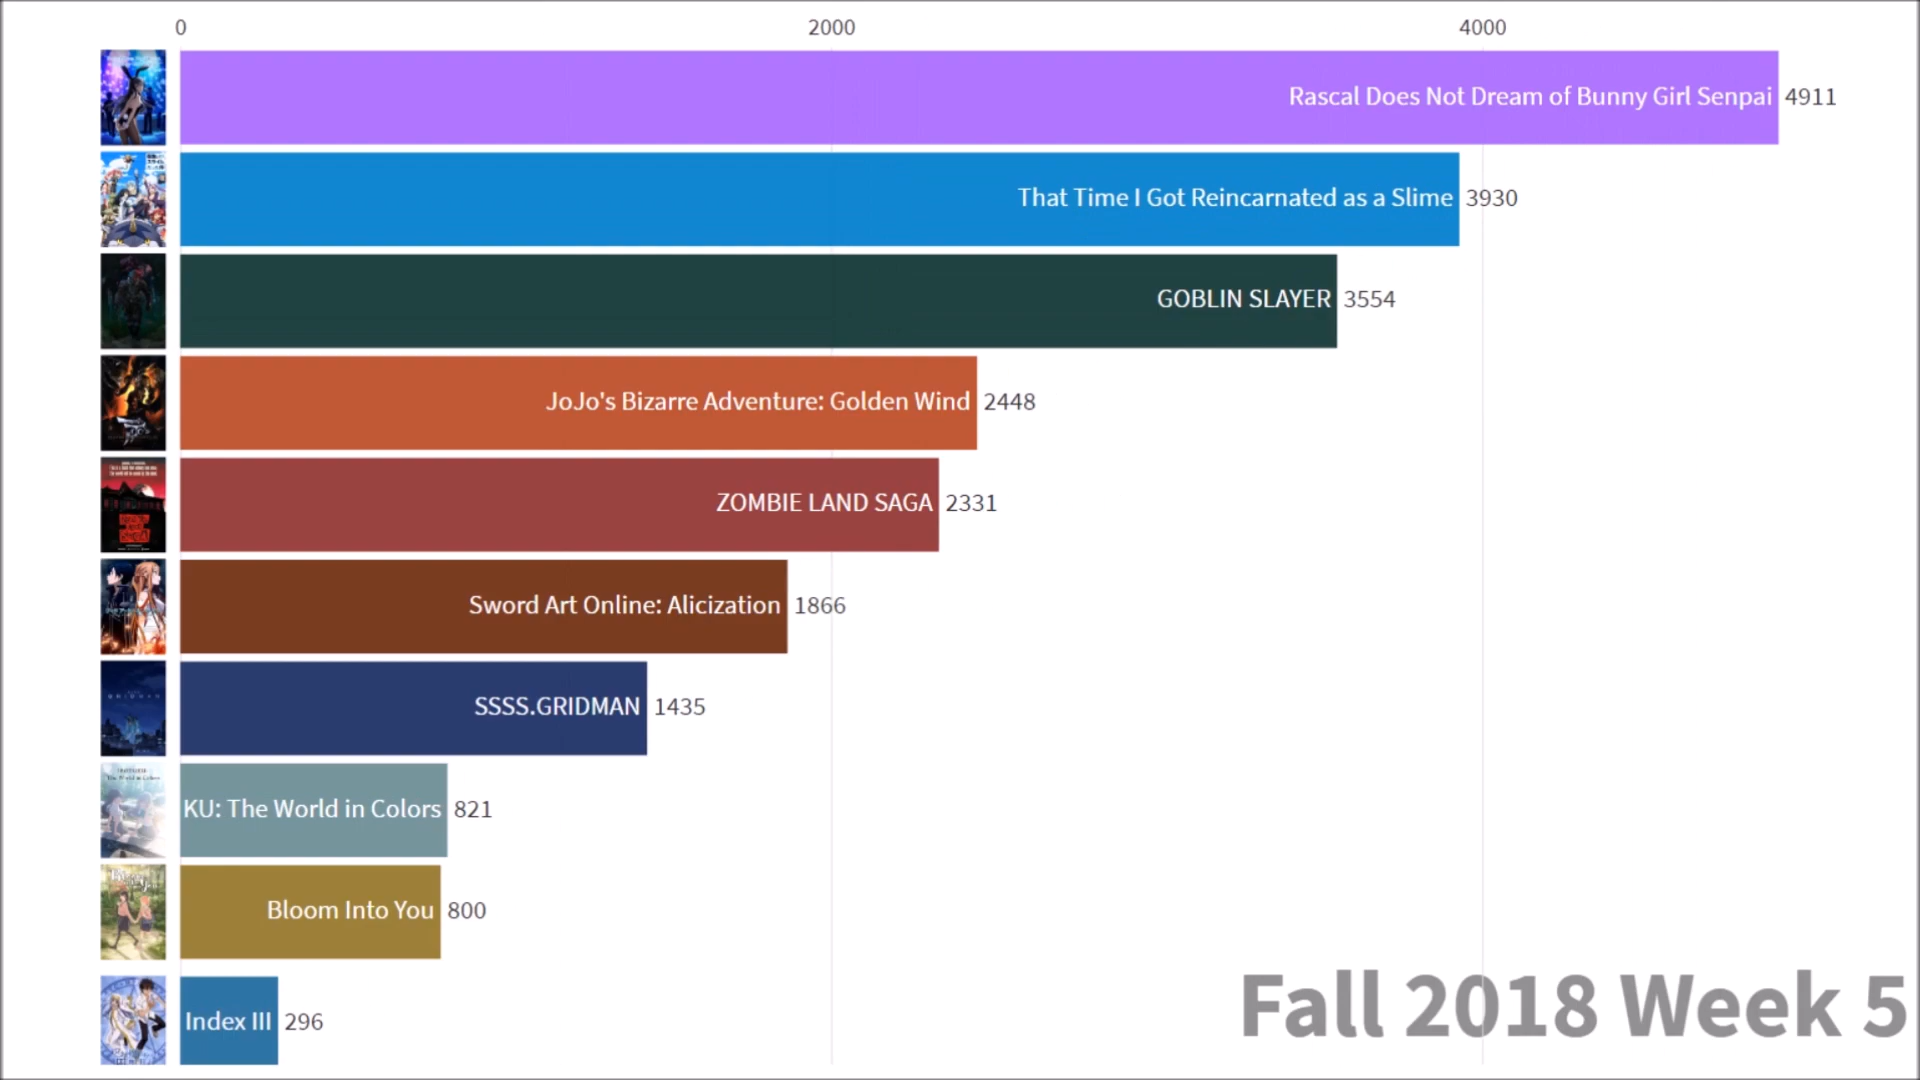 0 2000 4000
Rascal Does Not Dream of Bunny Girl Senpai 4911
That Time I Got Reincarnated as a Slime 3930
GOBLIN SLAYER 3554
JoJo's Bizarre Adventure: Golden Wind 2448
ZOMBIE LAND SAGA 2331
Sword Art Online: Alicization 1866
SSSS.GRIDMAN 1435
KU: The World in Colors 821
Bloom Into You 800
Index III 296
Fall 2018 Week 5